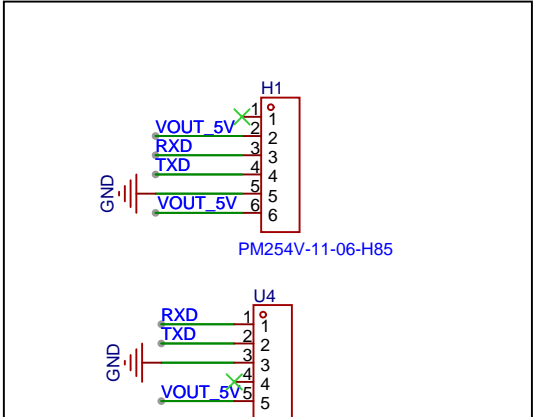 H1
1 1
VOUT_5V 2 2
RXD 3 3
TXD 4 4
GND 5 5
VOUT_5V 6 6
PM254V-11-06-H85
U4
RXD 1 1
TXD 2 2
GND 3 3
4 4
VOUT_5V 5 5